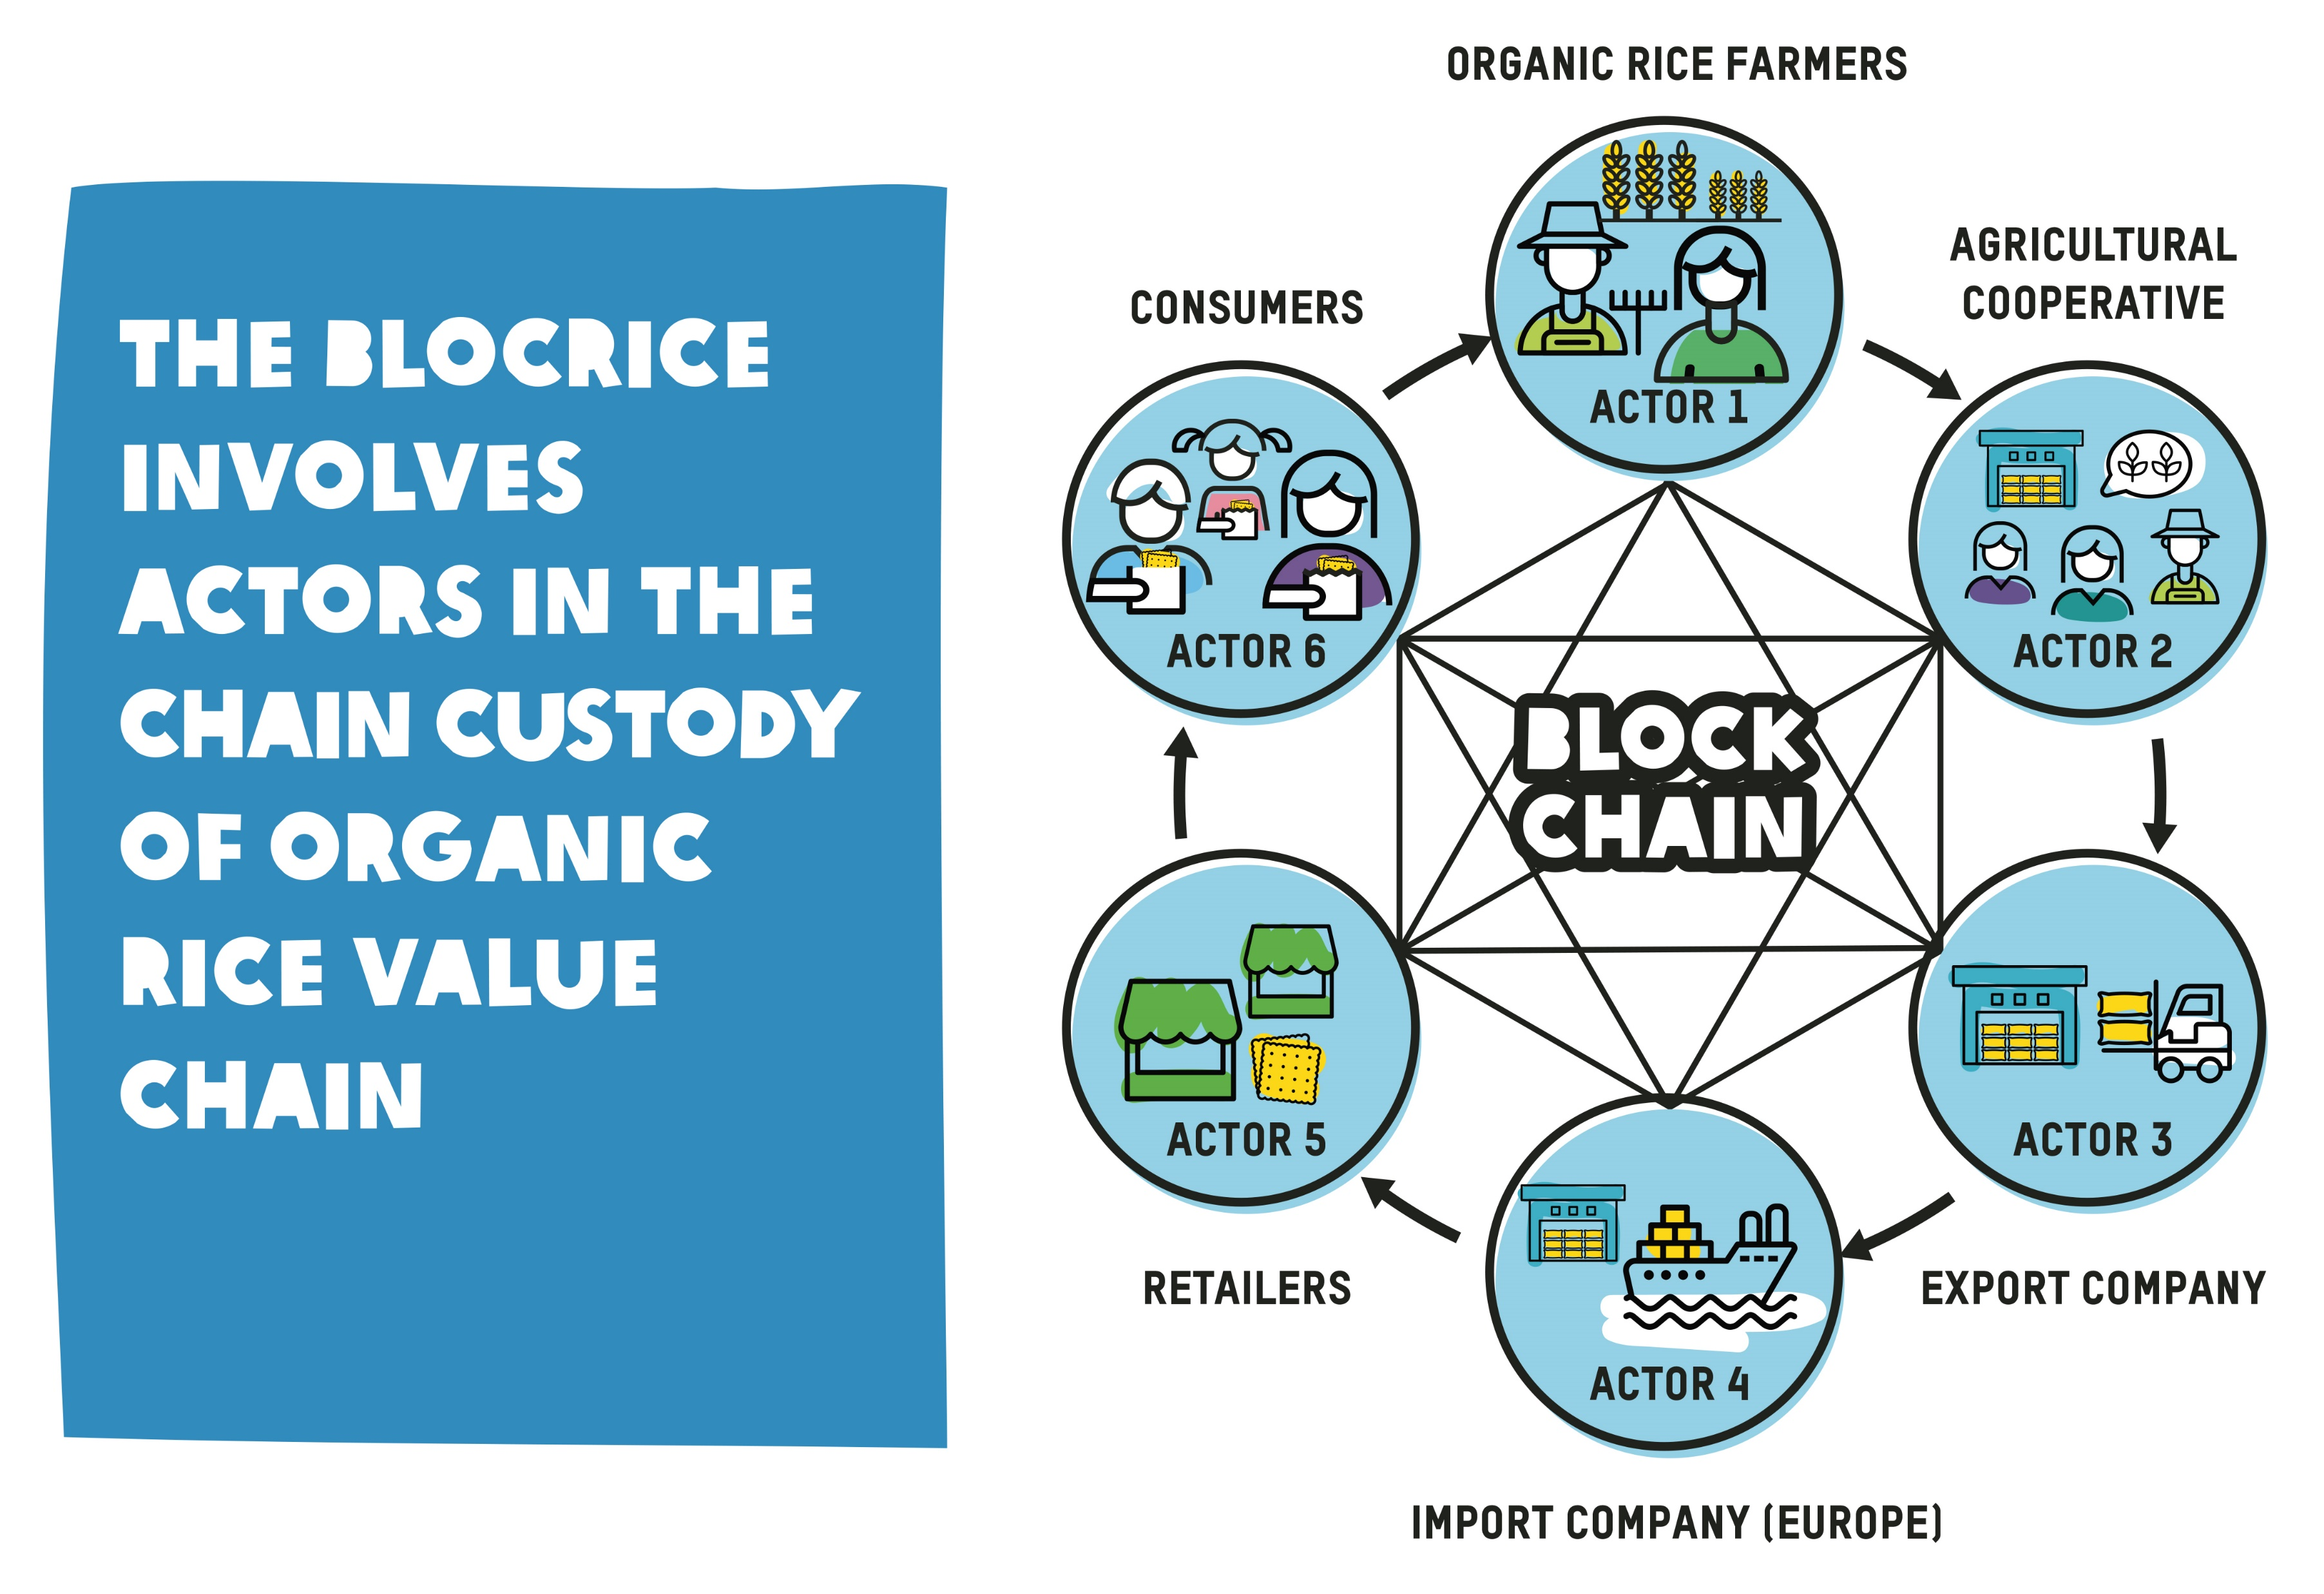 THE BLOCRICE
INVOLVES
ACTORS IN THE
CHAIN CUSTODY
OF ORGANIC
RICE VALUE
CHAIN
ORGANIC RICE FARMERS
ACTOR 1
AGRICULTURAL
COOPERATIVE
ACTOR 2
ACTOR 3
EXPORT COMPANY
ACTOR 4
IMPORT COMPANY (EUROPE)
ACTOR 5
RETAILERS
CONSUMERS
ACTOR 6
BLOCK
CHAIN